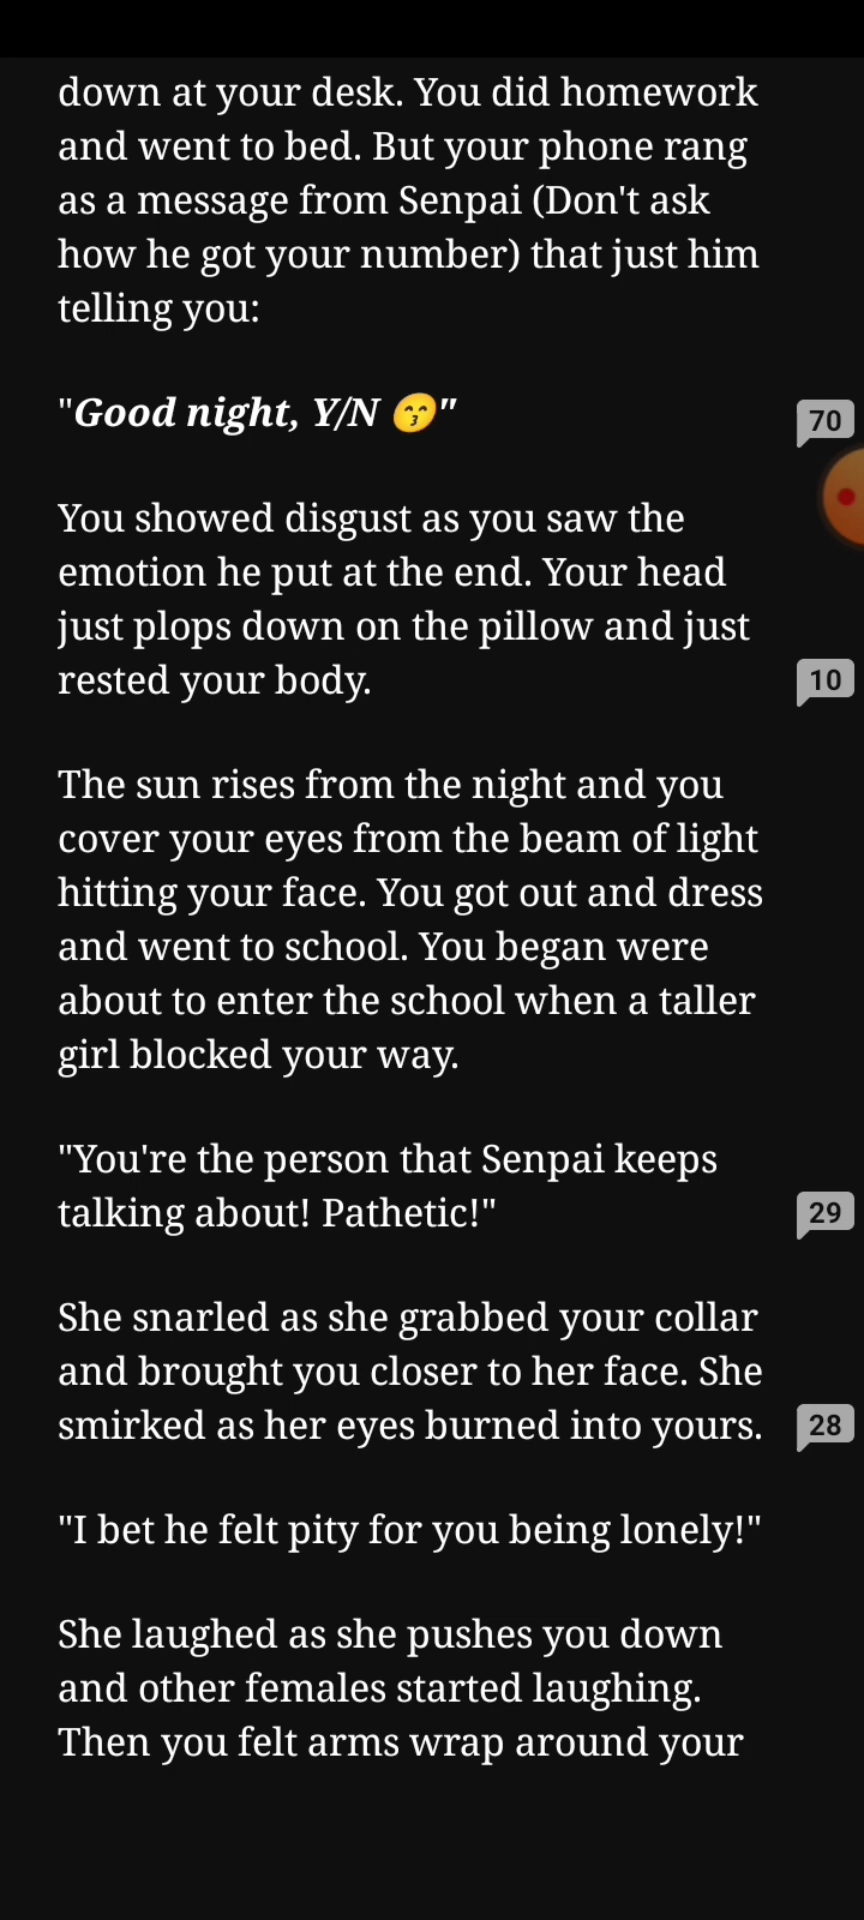 down at your desk. You did homework
and went to bed. But your phone rang
as a message from Senpai (Don't ask
how he got your number) that just him
telling you:
"Good night, Y/N 😙"
70
You showed disgust as you saw the
emotion he put at the end. Your head
just plops down on the pillow and just
rested your body.
10
The sun rises from the night and you
cover your eyes from the beam of light
hitting your face. You got out and dress
and went to school. You began were
about to enter the school when a taller
girl blocked your way.
"You're the person that Senpai keeps
talking about! Pathetic!"
29
She snarled as she grabbed your collar
and brought you closer to her face. She
smirked as her eyes burned into yours.
28
"I bet he felt pity for you being lonely!"
She laughed as she pushes you down
and other females started laughing.
Then you felt arms wrap around your